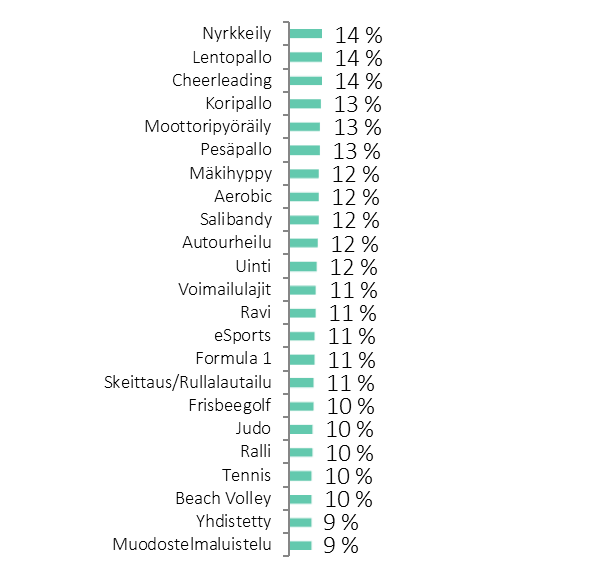 Nyrkkeily 14 %
Lentopallo 14 %
Cheerleading 14 %
Koripallo 13 %
Moottoripyöräily 13 %
Pesäpallo 13 %
Mäkihyppy 12 %
Aerobic 12 %
Salibandy 12 %
Autourheilu 12 %
Uinti 12 %
Voimailulajit 11 %
Ravi 11 %
eSports 11 %
Formula 1 11 %
Skeittaus/Rullalautailu 11 %
Frisbeegolf 10 %
Judo 10 %
Ralli 10 %
Tennis 10 %
Beach Volley 10 %
Yhdistetty 9 %
Muodostelmaluistelu 9 %